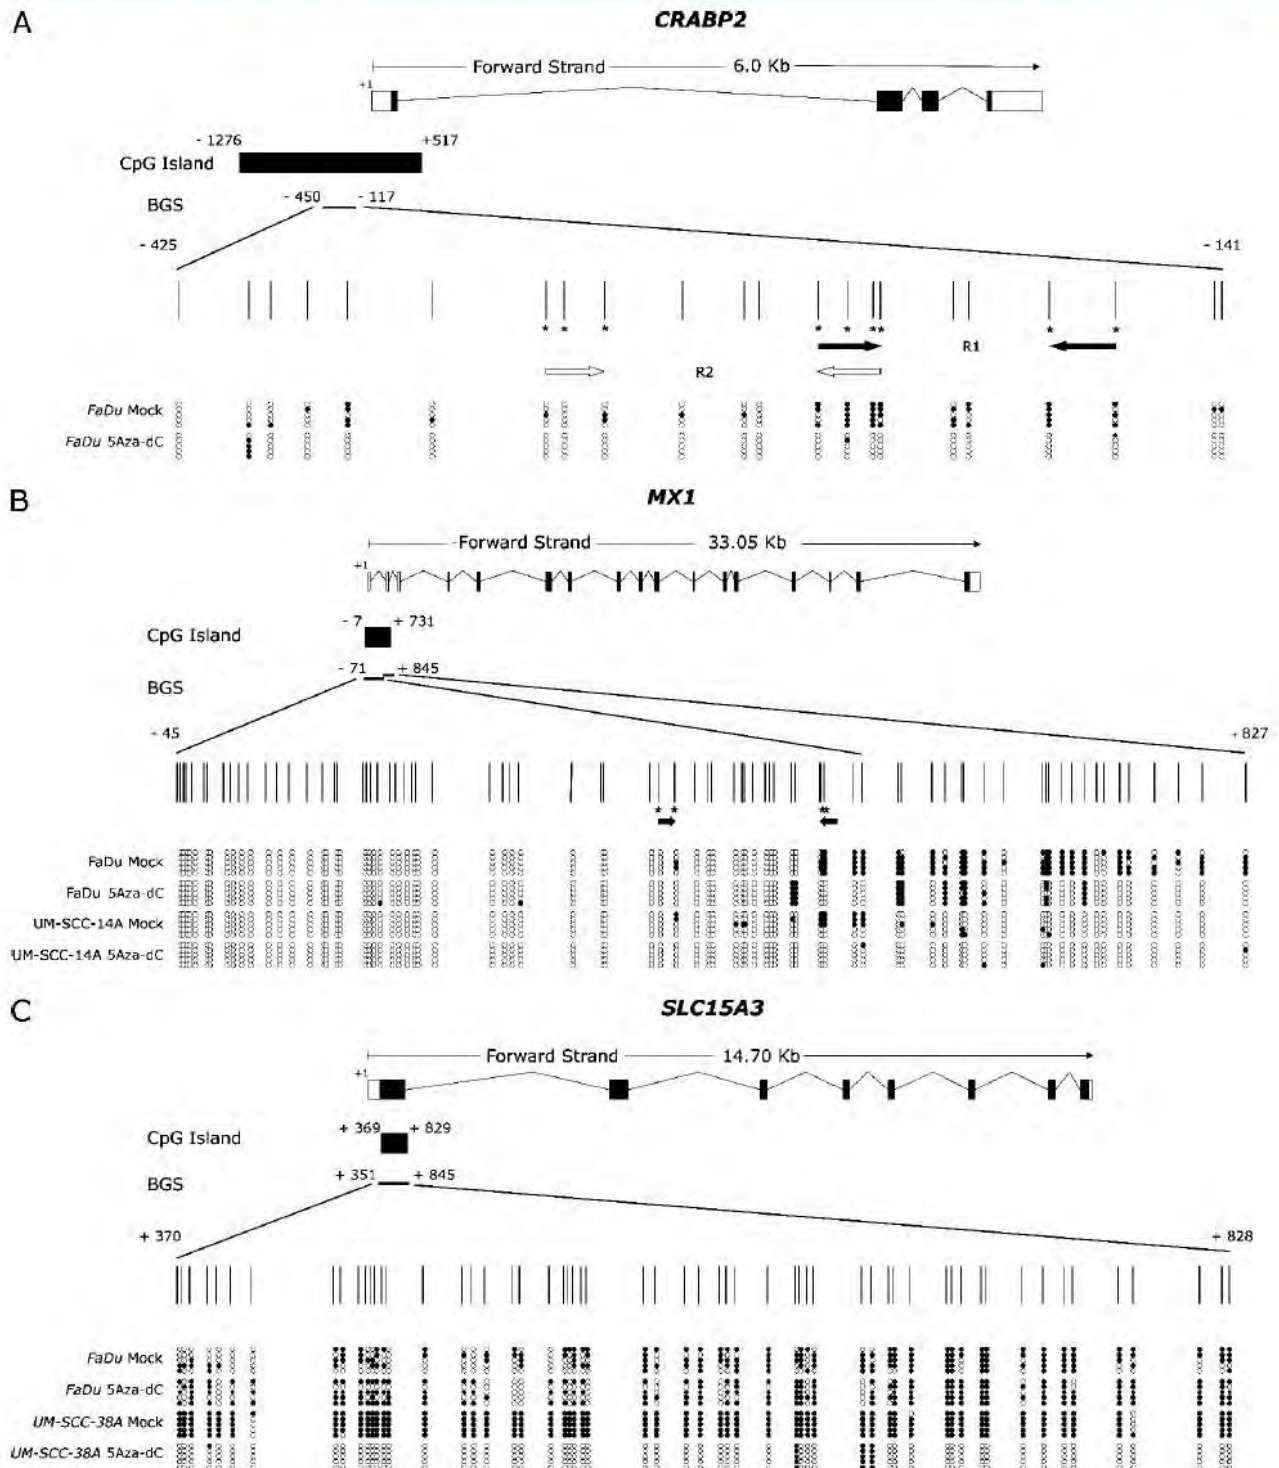 A
CRABP2
Forward Strand 6.0 Kb
+1
- 1276 +517
CpG Island
BGS - 450 - 117
- 425 - 141
* * * * * * * * *
R1
R2
FaDu Mock
FaDu 5Aza-dC
B
MX1
Forward Strand 33.05 Kb
+1
- 7 + 731
CpG Island
- 71 + 845
BGS
- 45 +827
* * * *
FaDu Mock
FaDu 5Aza-dC
UM-SCC-14A Mock
UM-SCC-14A 5Aza-dC
C
SLC15A3
Forward Strand 14.70 Kb
+1
+ 369 + 829
CpG Island
+ 351 + 845
BGS
+ 370 + 828
FaDu Mock
FaDu 5Aza-dC
UM-SCC-38A Mock
UM-SCC-38A 5Aza-dC